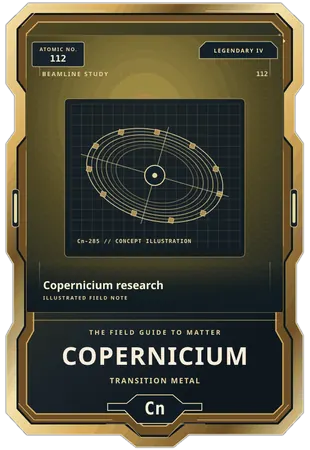 ATOMIC NO.
112
LEGENDARY IV
BEAMLINE STUDY
112
Cn-285 // CONCEPT ILLUSTRATION
Copernicium research
ILLUSTRATED FIELD NOTE
THE FIELD GUIDE TO MATTER
COPERNICIUM
TRANSITION METAL
Cn